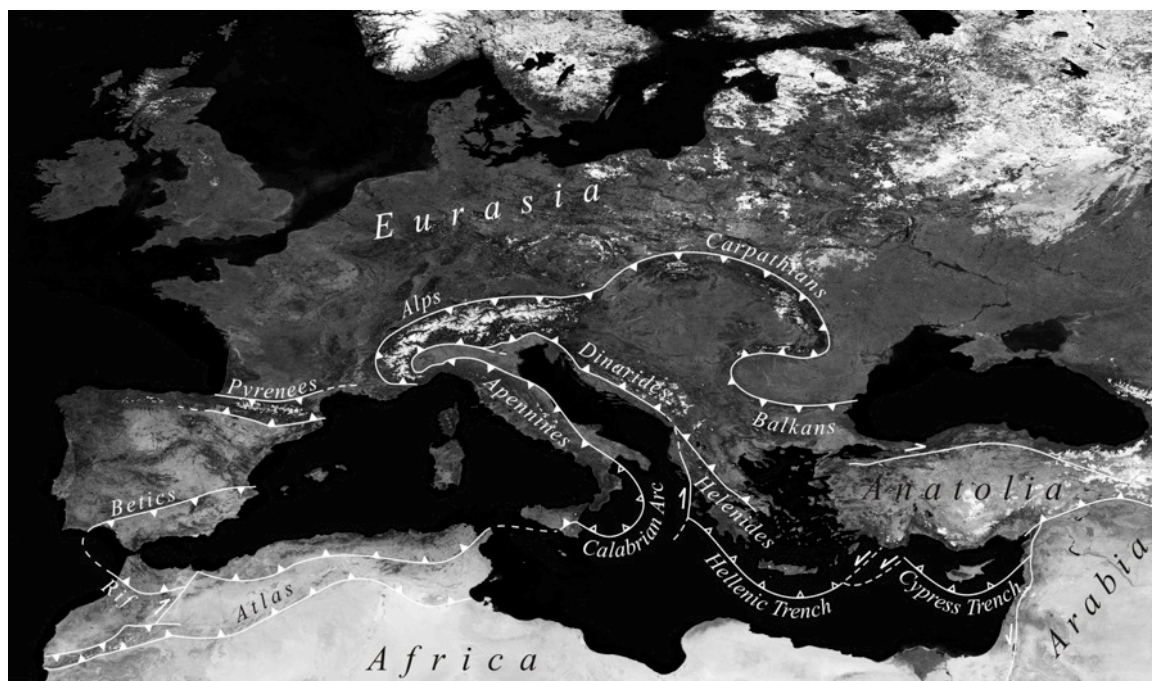 Eurasia
Carpathians
Alps
Dinarides
Pyrenees
Apennines
Balkans
Betics
Anatolia
Helenides
Calabrian Arc
Rif
Atlas
Hellenic Trench
Cypress Trench
Arabia
Africa